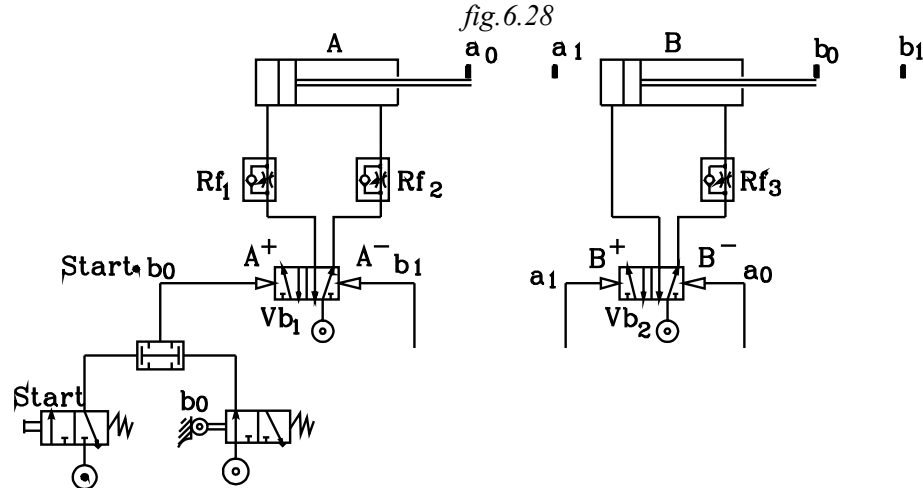 fig.6.28
A a0 a1 B b0 b1
Rf1 Rf2 Rf3
Start•b0 A+ A− b1 a1 B+ B− a0
Vb1 Vb2
Start b0